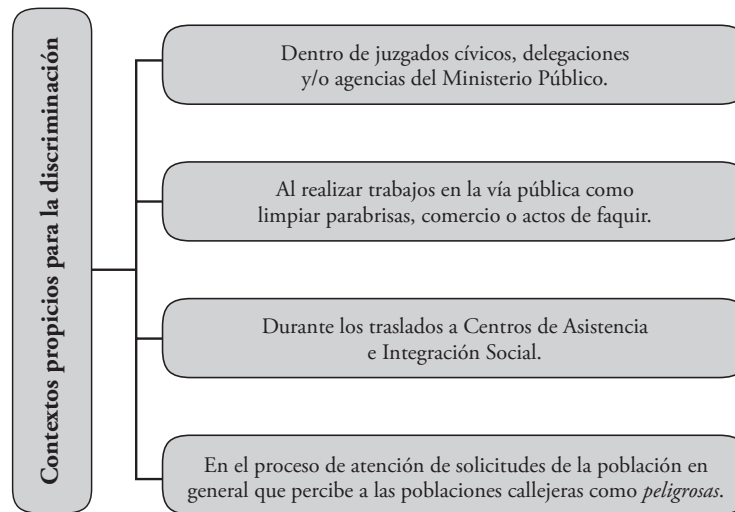 Contextos propicios para la discriminación
Dentro de juzgados cívicos, delegaciones
y/o agencias del Ministerio Público.
Al realizar trabajos en la vía pública como
limpiar parabrisas, comercio o actos de faquir.
Durante los traslados a Centros de Asistencia
e Integración Social.
En el proceso de atención de solicitudes de la población en
general que percibe a las poblaciones callejeras como peligrosas.